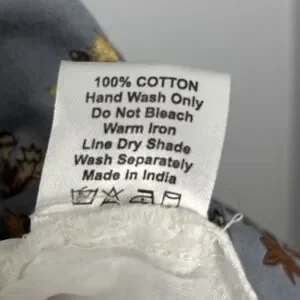 100% COTTON
Hand Wash Only
Do Not Bleach
Warm Iron
Line Dry Shade
Wash Separately
Made in India